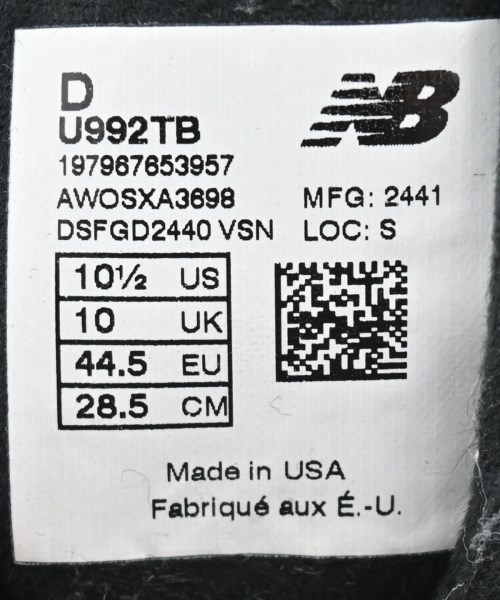 D
NB
U992TB
197967653957
AWOSXA3698
MFG: 2441
DSFGD2440 VSN
LOC: S
10½ US
10 UK
44.5 EU
28.5 CM
Made in USA
Fabriqué aux É.-U.